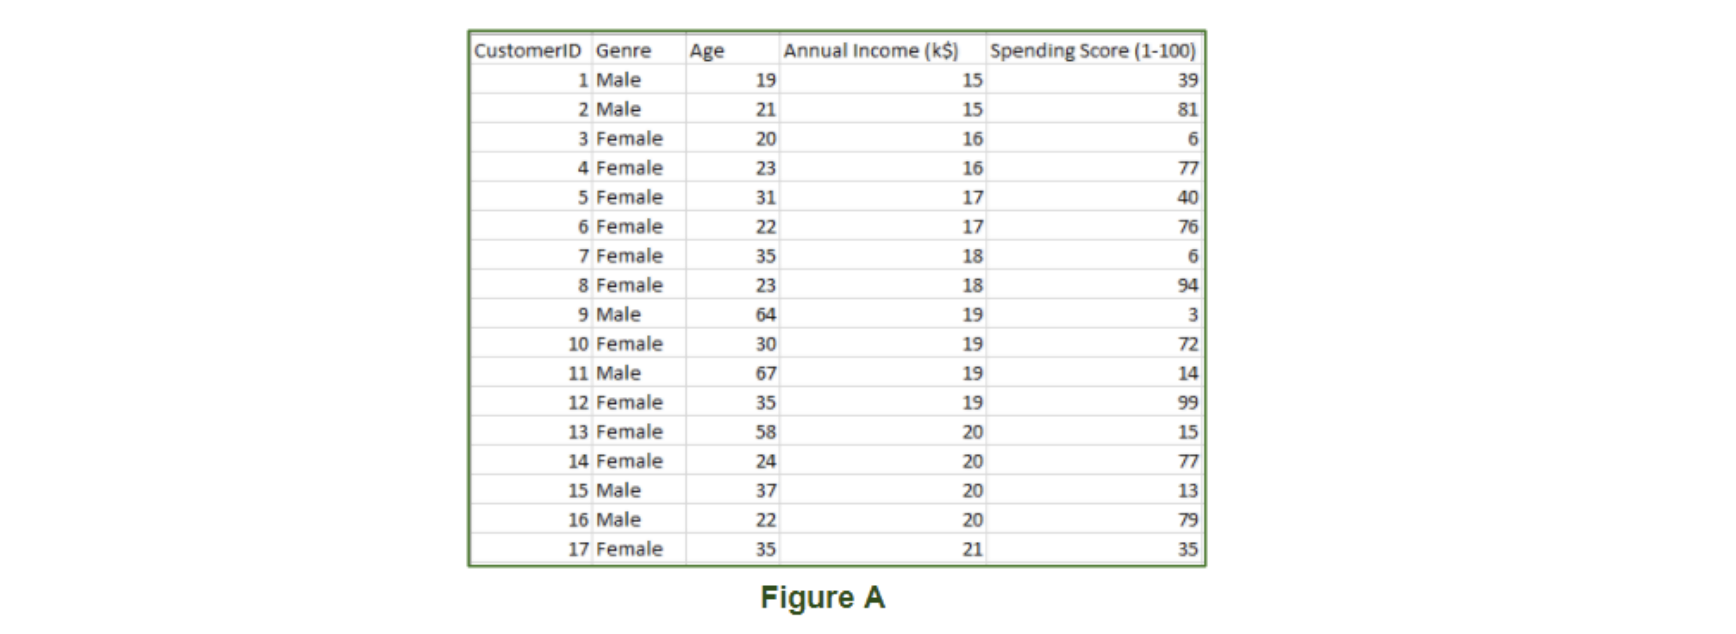 CustomerID Genre Age Annual Income (k$) Spending Score (1-100)
1 Male 19 15 39
2 Male 21 15 81
3 Female 20 16 6
4 Female 23 16 77
5 Female 31 17 40
6 Female 22 17 76
7 Female 35 18 6
8 Female 23 18 94
9 Male 64 19 3
10 Female 30 19 72
11 Male 67 19 14
12 Female 35 19 99
13 Female 58 20 15
14 Female 24 20 77
15 Male 37 20 13
16 Male 22 20 79
17 Female 35 21 35
Figure A